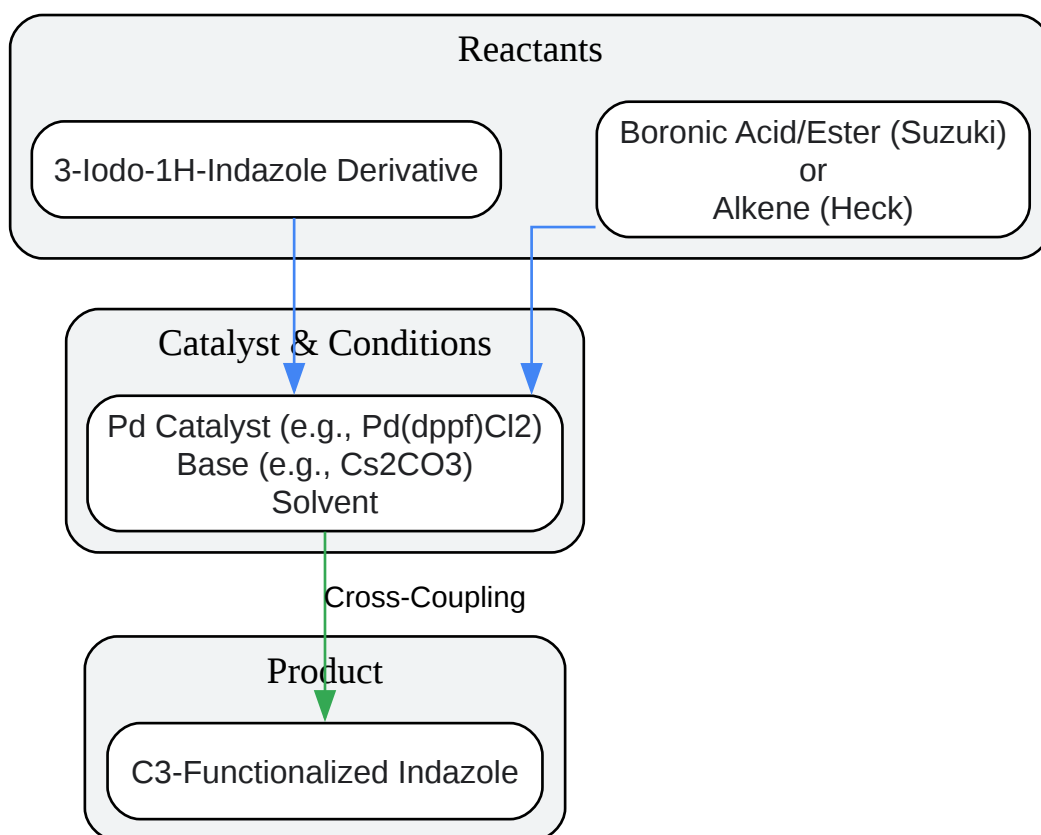 Reactants
3-Iodo-1H-Indazole Derivative
Boronic Acid/Ester (Suzuki)
or
Alkene (Heck)
Catalyst & Conditions
Pd Catalyst (e.g., Pd(dppf)Cl2)
Base (e.g., Cs2CO3)
Solvent
Cross-Coupling
Product
C3-Functionalized Indazole